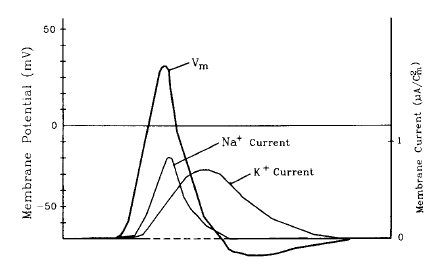 50
0
-50
Membrane Potential (mV)
Vm
Na+ Current
K+ Current
1
0
Membrane Current (µA/Cm2)